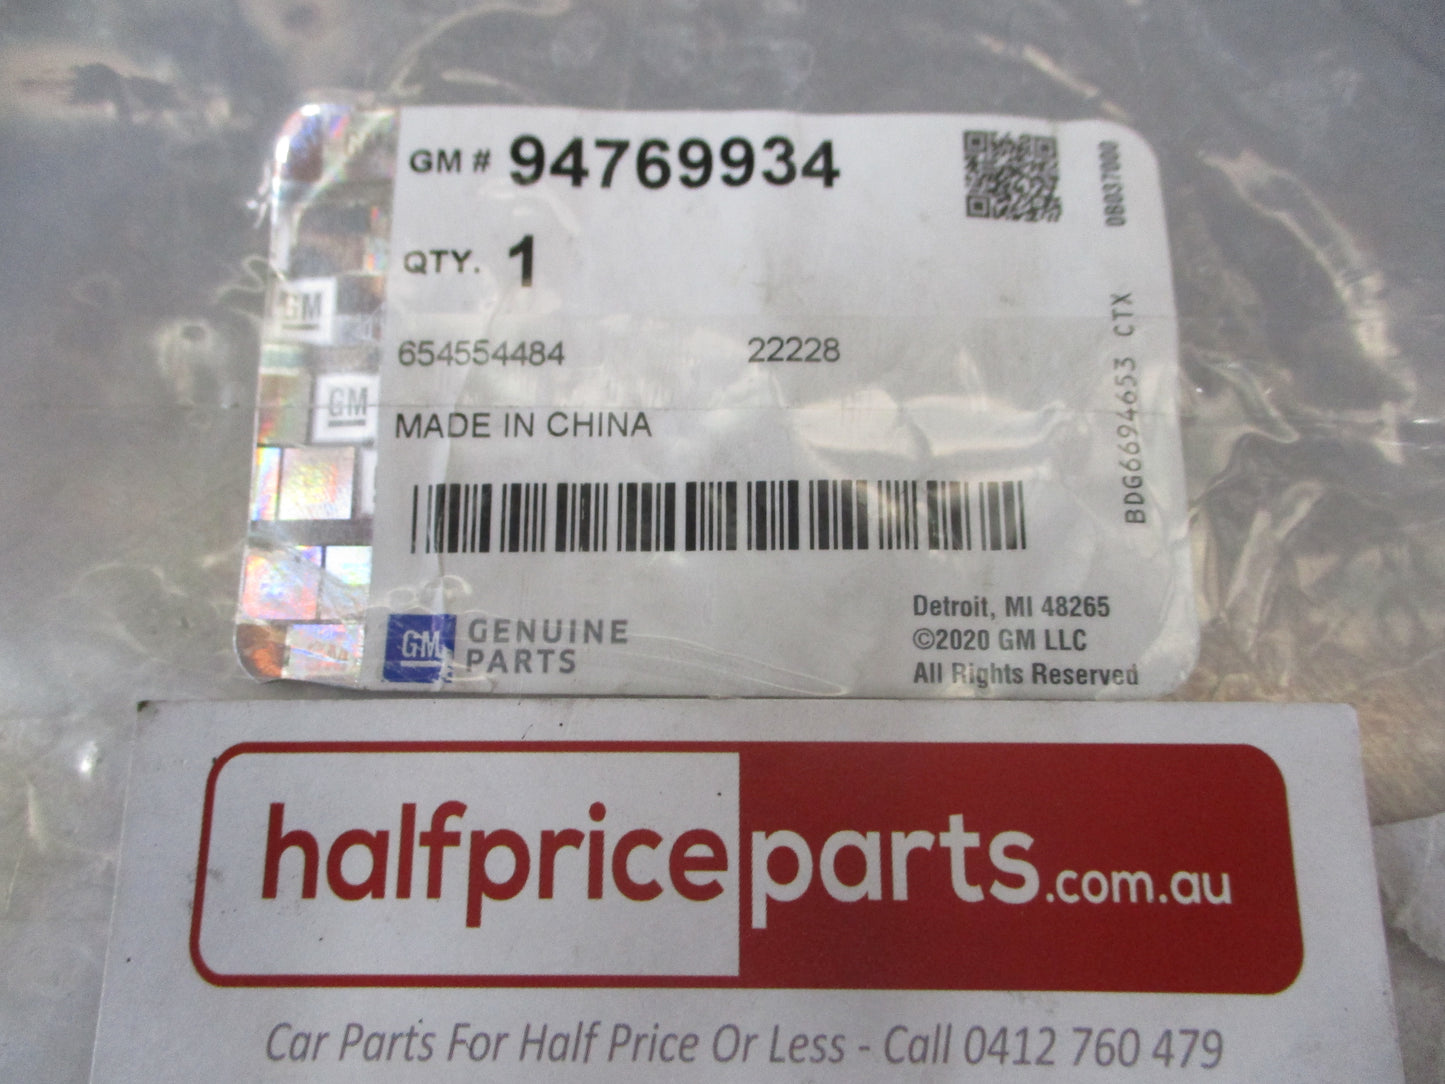 GM # 94769934
QTY. 1
654554484 22228
MADE IN CHINA
0B037000
BDG6694653 CTX
GM
GM
GM GENUINE
PARTS
Detroit, MI 48265
©2020 GM LLC
All Rights Reserved
halfpriceparts.com.au
Car Parts For Half Price Or Less - Call 0412 760 479